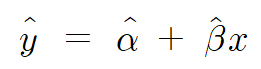 ŷ = α̂ + β̂x